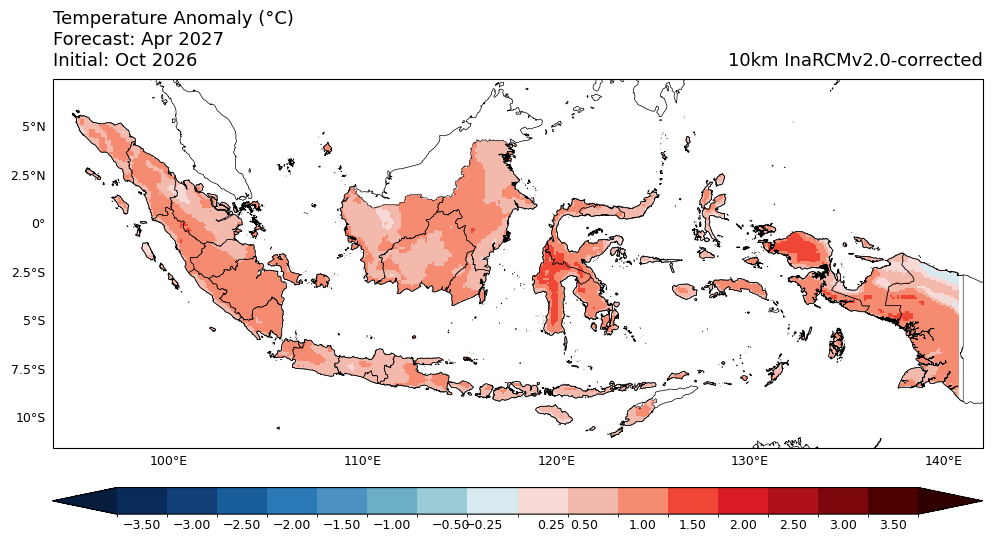 Temperature Anomaly (°C)
Forecast: Apr 2027
Initial: Oct 2026
10km InaRCMv2.0-corrected
5°N
2.5°N
0°
2.5°S
5°S
7.5°S
10°S
100°E 110°E 120°E 130°E 140°E
−3.50 −3.00 −2.50 −2.00 −1.50 −1.00 −0.50 −0.25 0.25 0.50 1.00 1.50 2.00 2.50 3.00 3.50